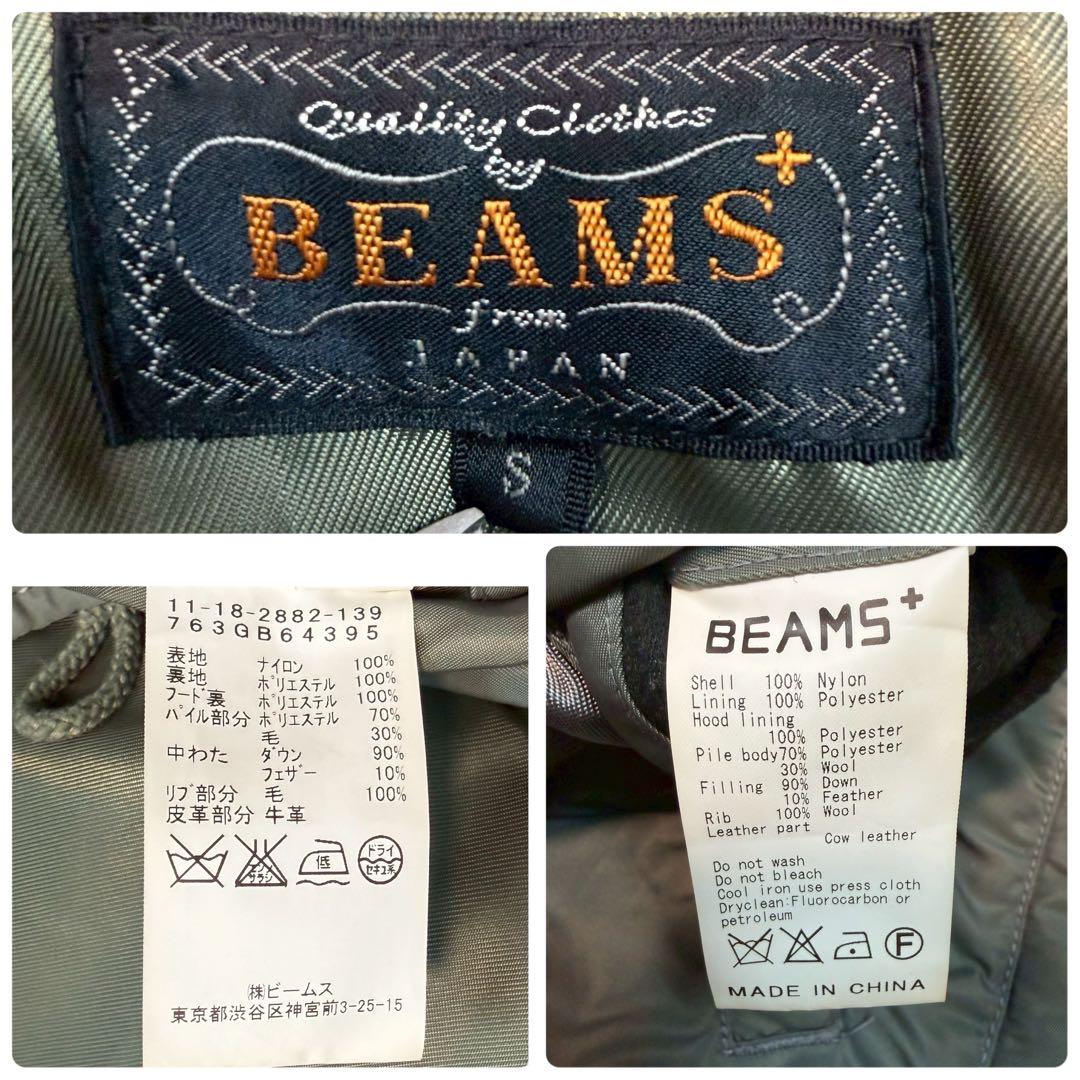 Quality Clothes
by
BEAMS+
from
JAPAN
S
11-18-2882-139
763GB64395
表地 ナイロン 100%
裏地 ポリエステル 100%
フード裏 ポリエステル 100%
パイル部分 ポリエステル 70%
毛 30%
中わた ダウン 90%
フェザー 10%
リブ部分 毛 100%
皮革部分 牛革
エンソ サラシ
低
ドライ
セキユ系
㈱ビームス
東京都渋谷区神宮前3-25-15
BEAMS+
Shell 100% Nylon
Lining 100% Polyester
Hood lining
100% Polyester
Pile body 70% Polyester
30% Wool
Filling 90% Down
10% Feather
Rib 100% Wool
Leather part
Cow leather
Do not wash
Do not bleach
Cool iron use press cloth
Dryclean:Fluorocarbon or
petroleum
F
MADE IN CHINA